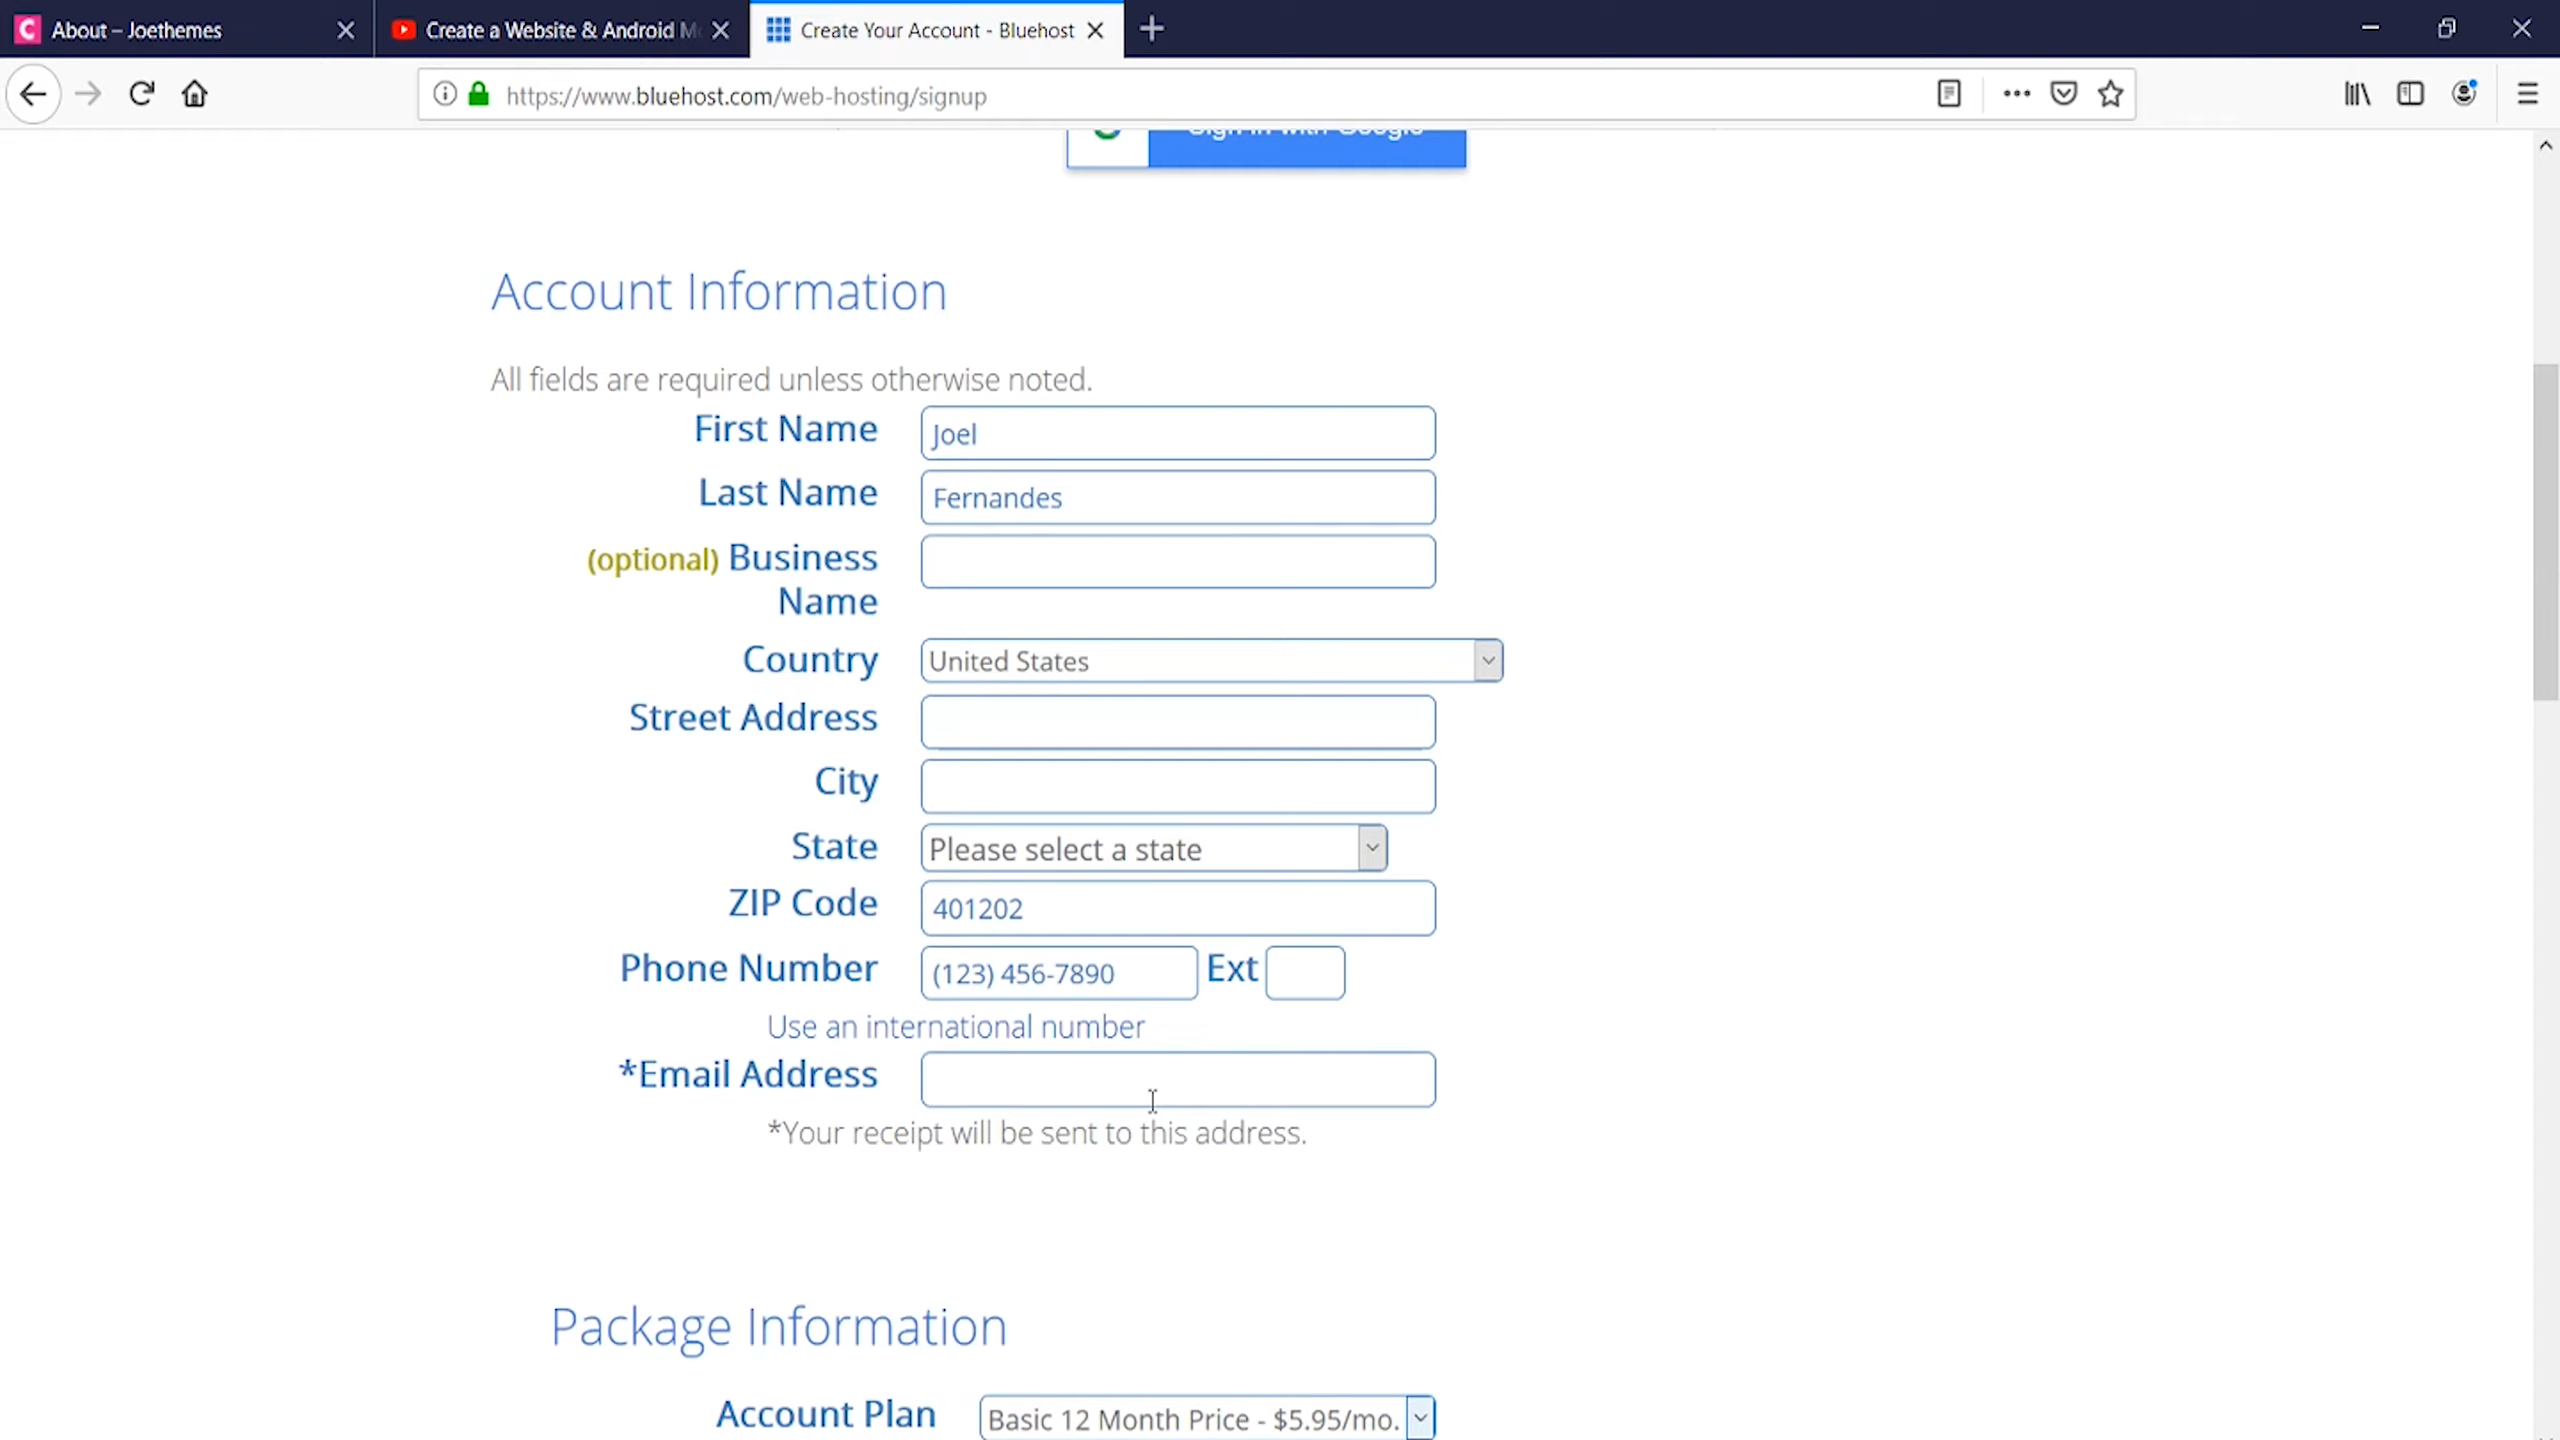 About – Joethemes
Create a Website & Android M
Create Your Account - Bluehost
https://www.bluehost.com/web-hosting/signup
Sign in with Google
Account Information
All fields are required unless otherwise noted.
First Name Joel
Last Name Fernandes
(optional) Business
Name
Country United States
Street Address
City
State Please select a state
ZIP Code 401202
Phone Number (123) 456-7890 Ext
Use an international number
*Email Address
*Your receipt will be sent to this address.
Package Information
Account Plan Basic 12 Month Price - $5.95/mo.